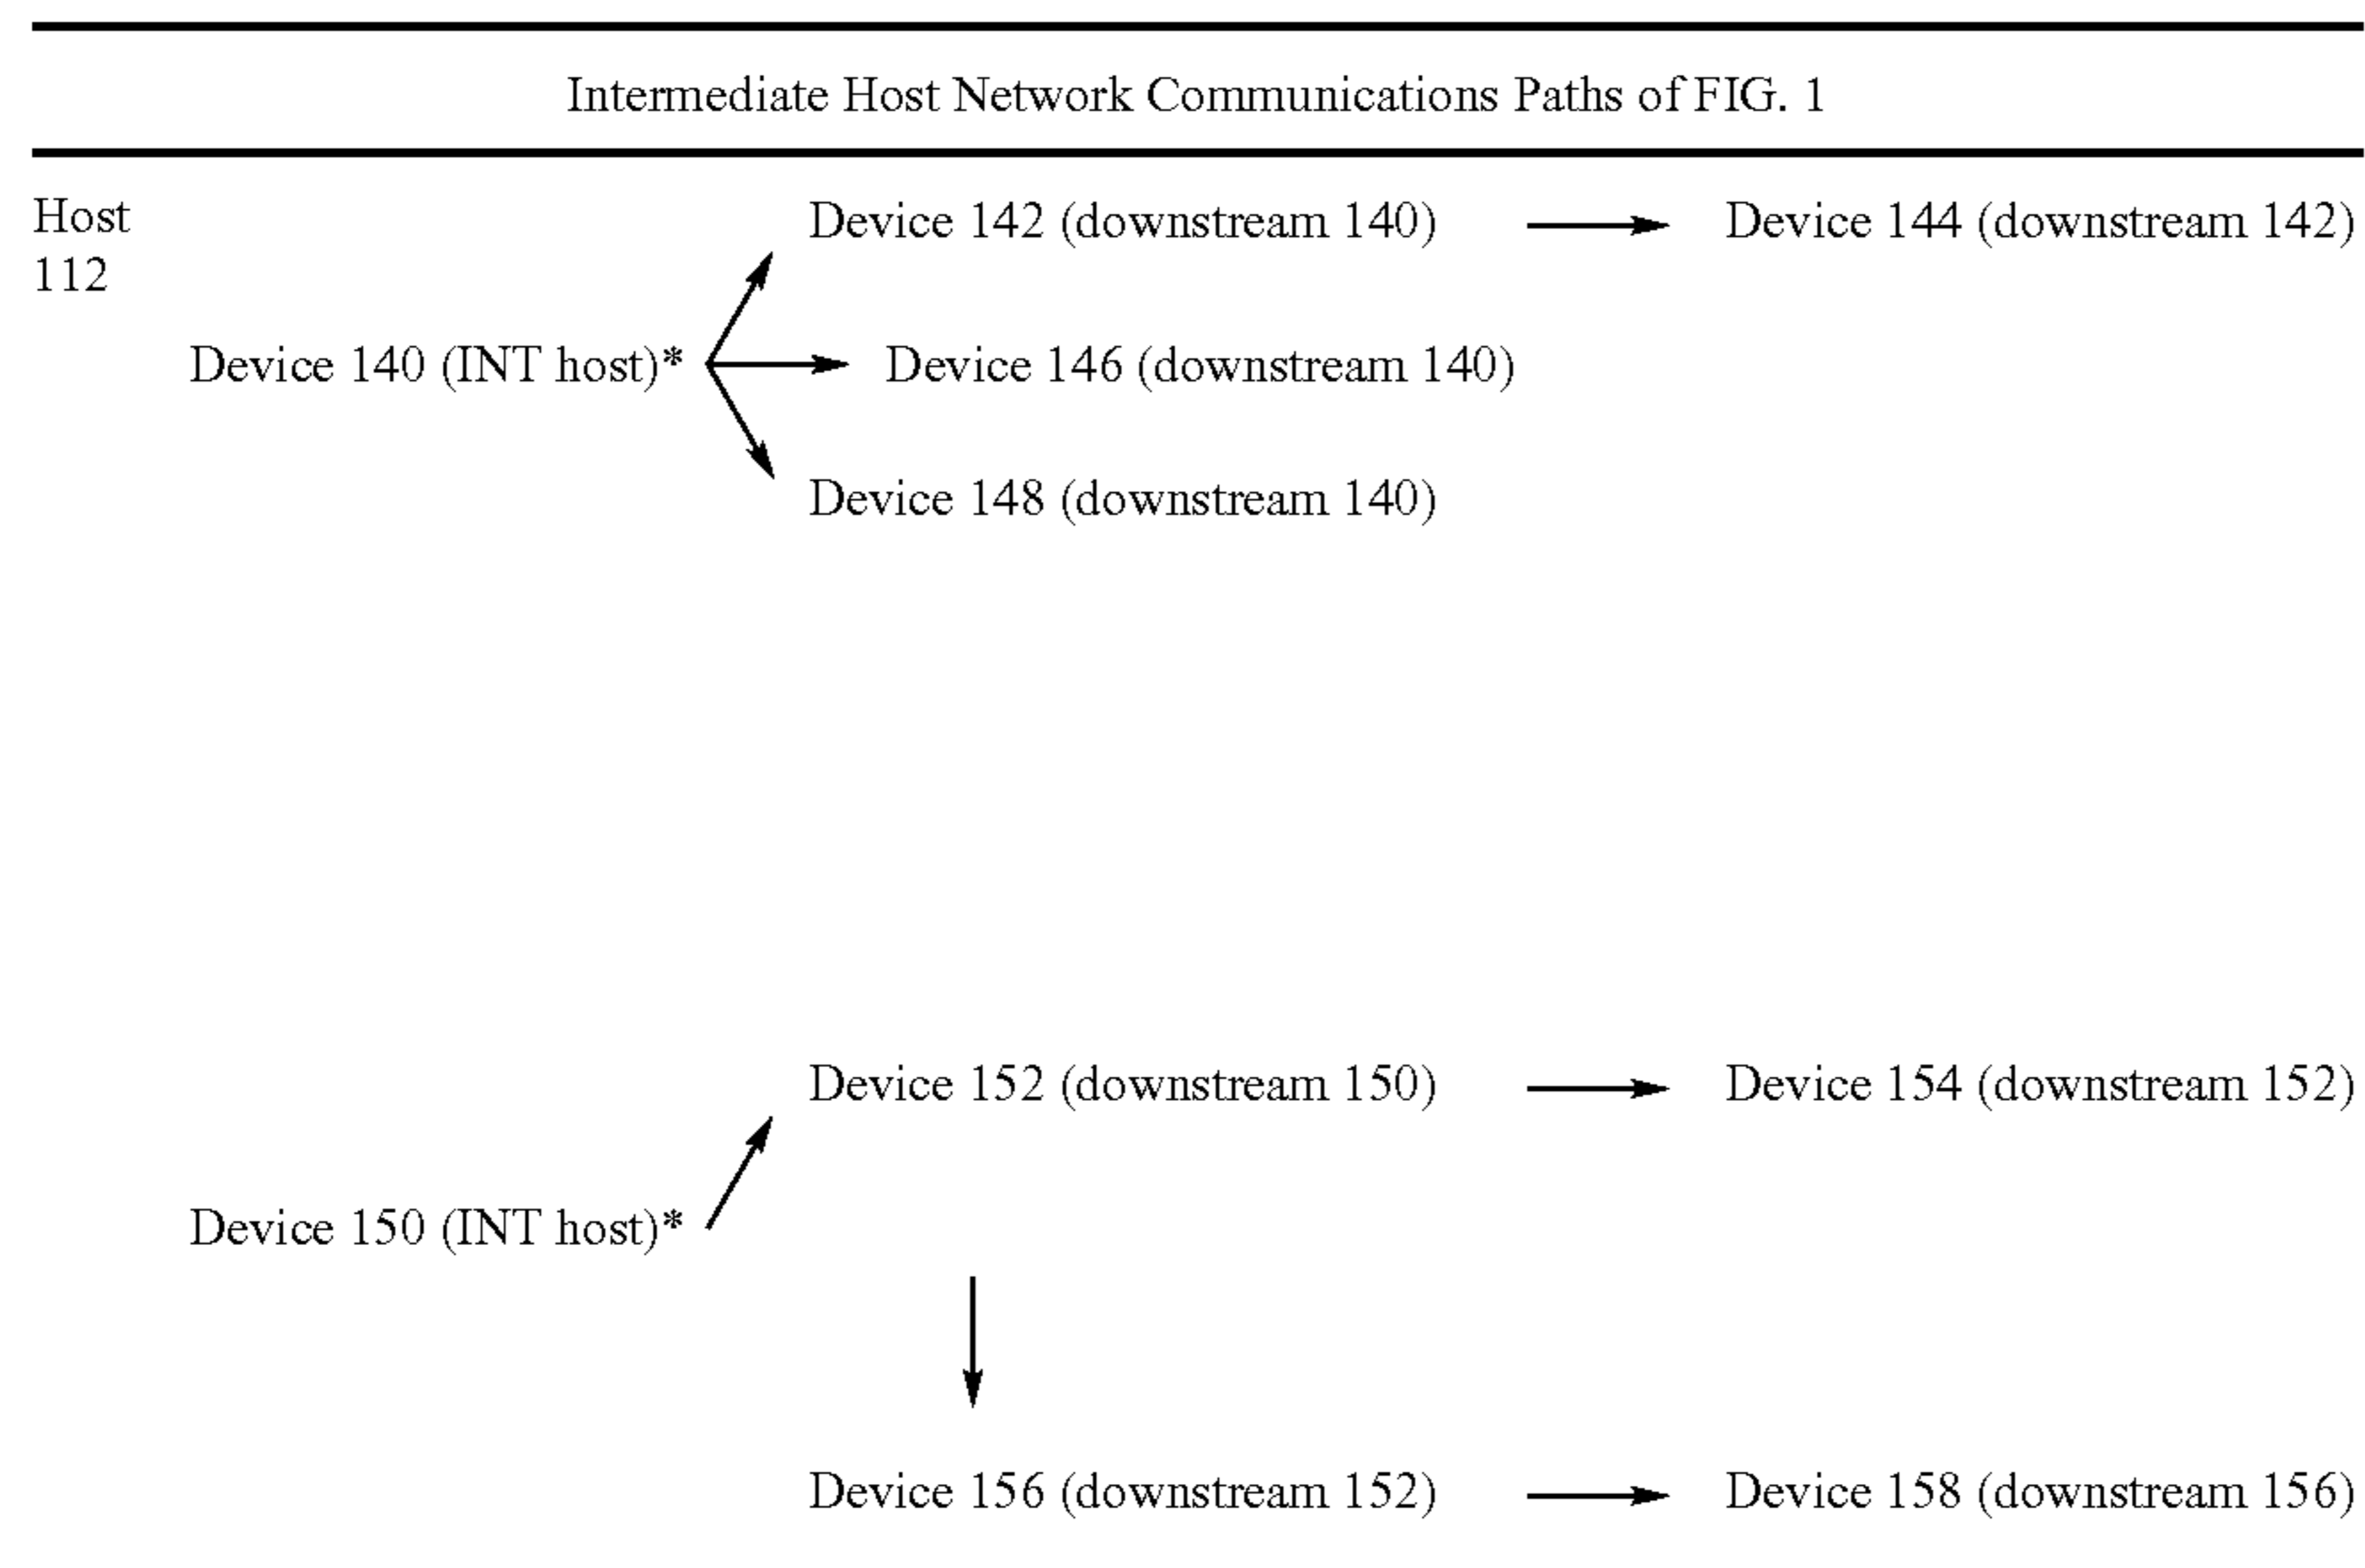 Intermediate Host Network Communications Paths of FIG. 1
Host
112
Device 142 (downstream 140)
Device 144 (downstream 142)
Device 140 (INT host)*
Device 146 (downstream 140)
Device 148 (downstream 140)
Device 152 (downstream 150)
Device 154 (downstream 152)
Device 150 (INT host)*
Device 156 (downstream 152)
Device 158 (downstream 156)